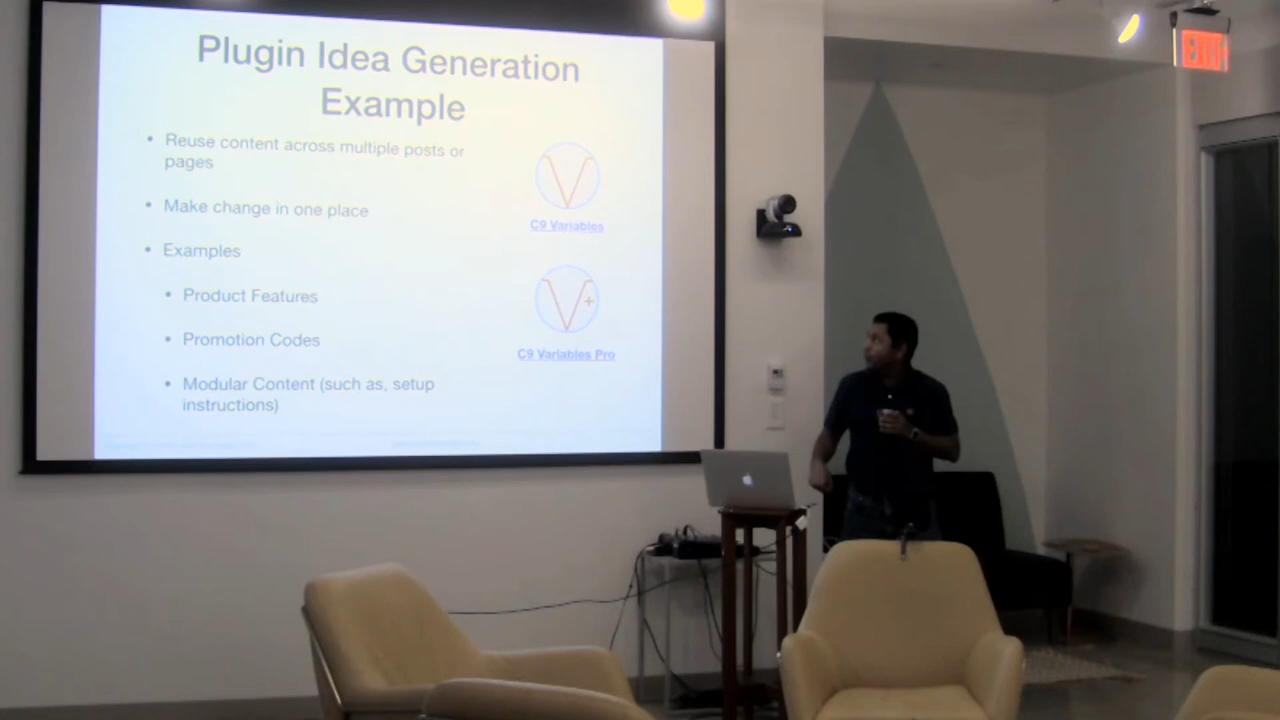 Plugin Idea Generation
Example
• Reuse content across multiple posts or
pages
• Make change in one place
• Examples
• Product Features
• Promotion Codes
• Modular Content (such as, setup
instructions)
C9 Variables
+
C9 Variables Pro
EXIT